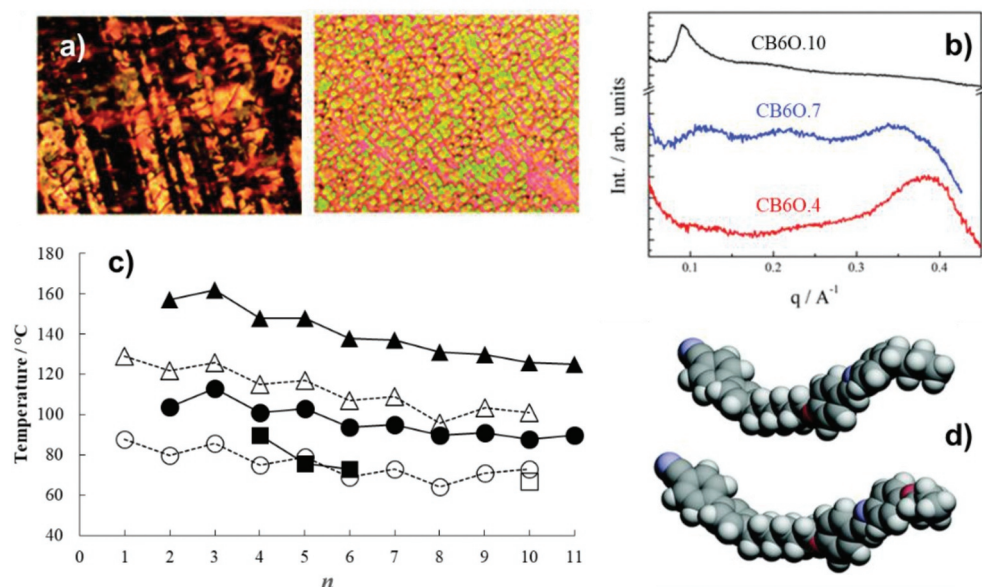 a)
b)
CB6O.10
CB6O.7
CB6O.4
Int. / arb. units
0.1 0.2 0.3 0.4
q / A⁻¹
c)
180
160
140
120
100
80
60
40
Temperature / °C
0 1 2 3 4 5 6 7 8 9 10 11
n
d)